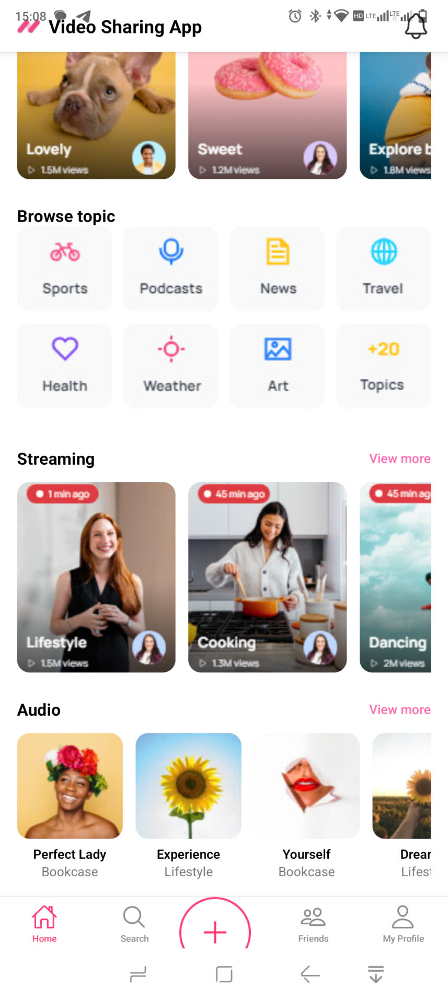 15:08
HD LTE LTE
Video Sharing App
Lovely
1.5M views
Sweet
1.2M views
Explore b
1.8M views
Browse topic
Sports
Podcasts
News
Travel
Health
Weather
Art
+20
Topics
Streaming
View more
1 min ago
45 min ago
45 min ag
Lifestyle
1.5M views
Cooking
1.3M views
Dancing
2M views
Audio
View more
Perfect Lady
Bookcase
Experience
Lifestyle
Yourself
Bookcase
Drear
Lifest
Home
Search
Friends
My Profile